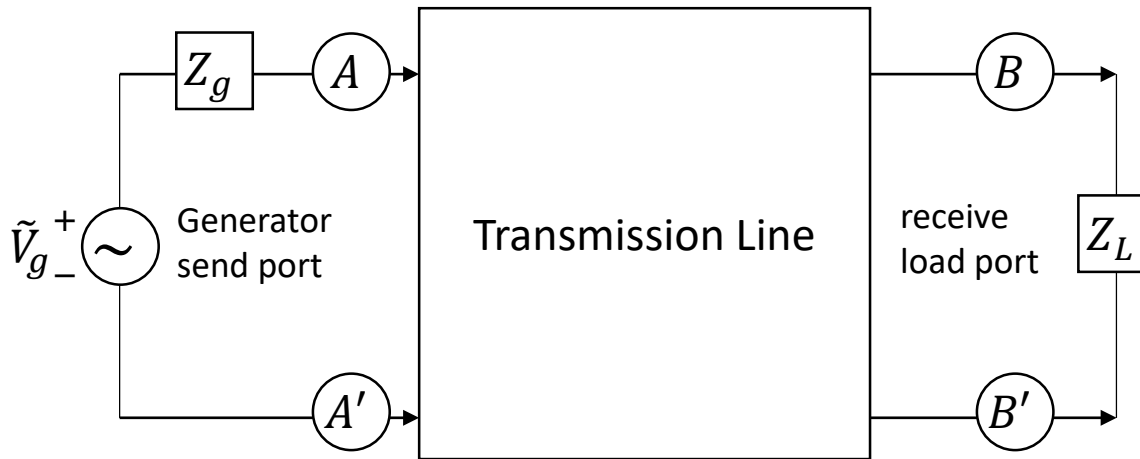 Z_g
A
B
Ṽ_g
+
−
~
Generator
send port
Transmission Line
receive
load port
Z_L
A′
B′